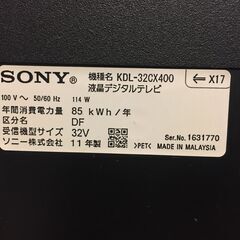 SONY 機種名 KDL-32CX400
液晶デジタルテレビ
⇐ X17
100 V ~ 50/60 Hz 114 W
年間消費電力量 85 kWh/年
区分名 DF
受信機型サイズ 32V
ソニー株式会社 11年製
Ser.No. 1631770
>PET< MADE IN MALAYSIA